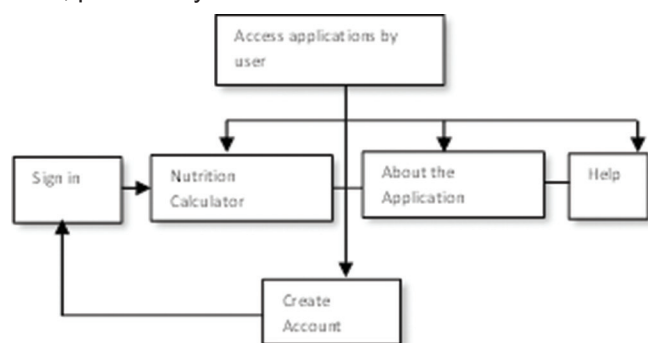 Access applications by
user
Sign in
Nutrition
Calculator
About the
Application
Help
Create
Account